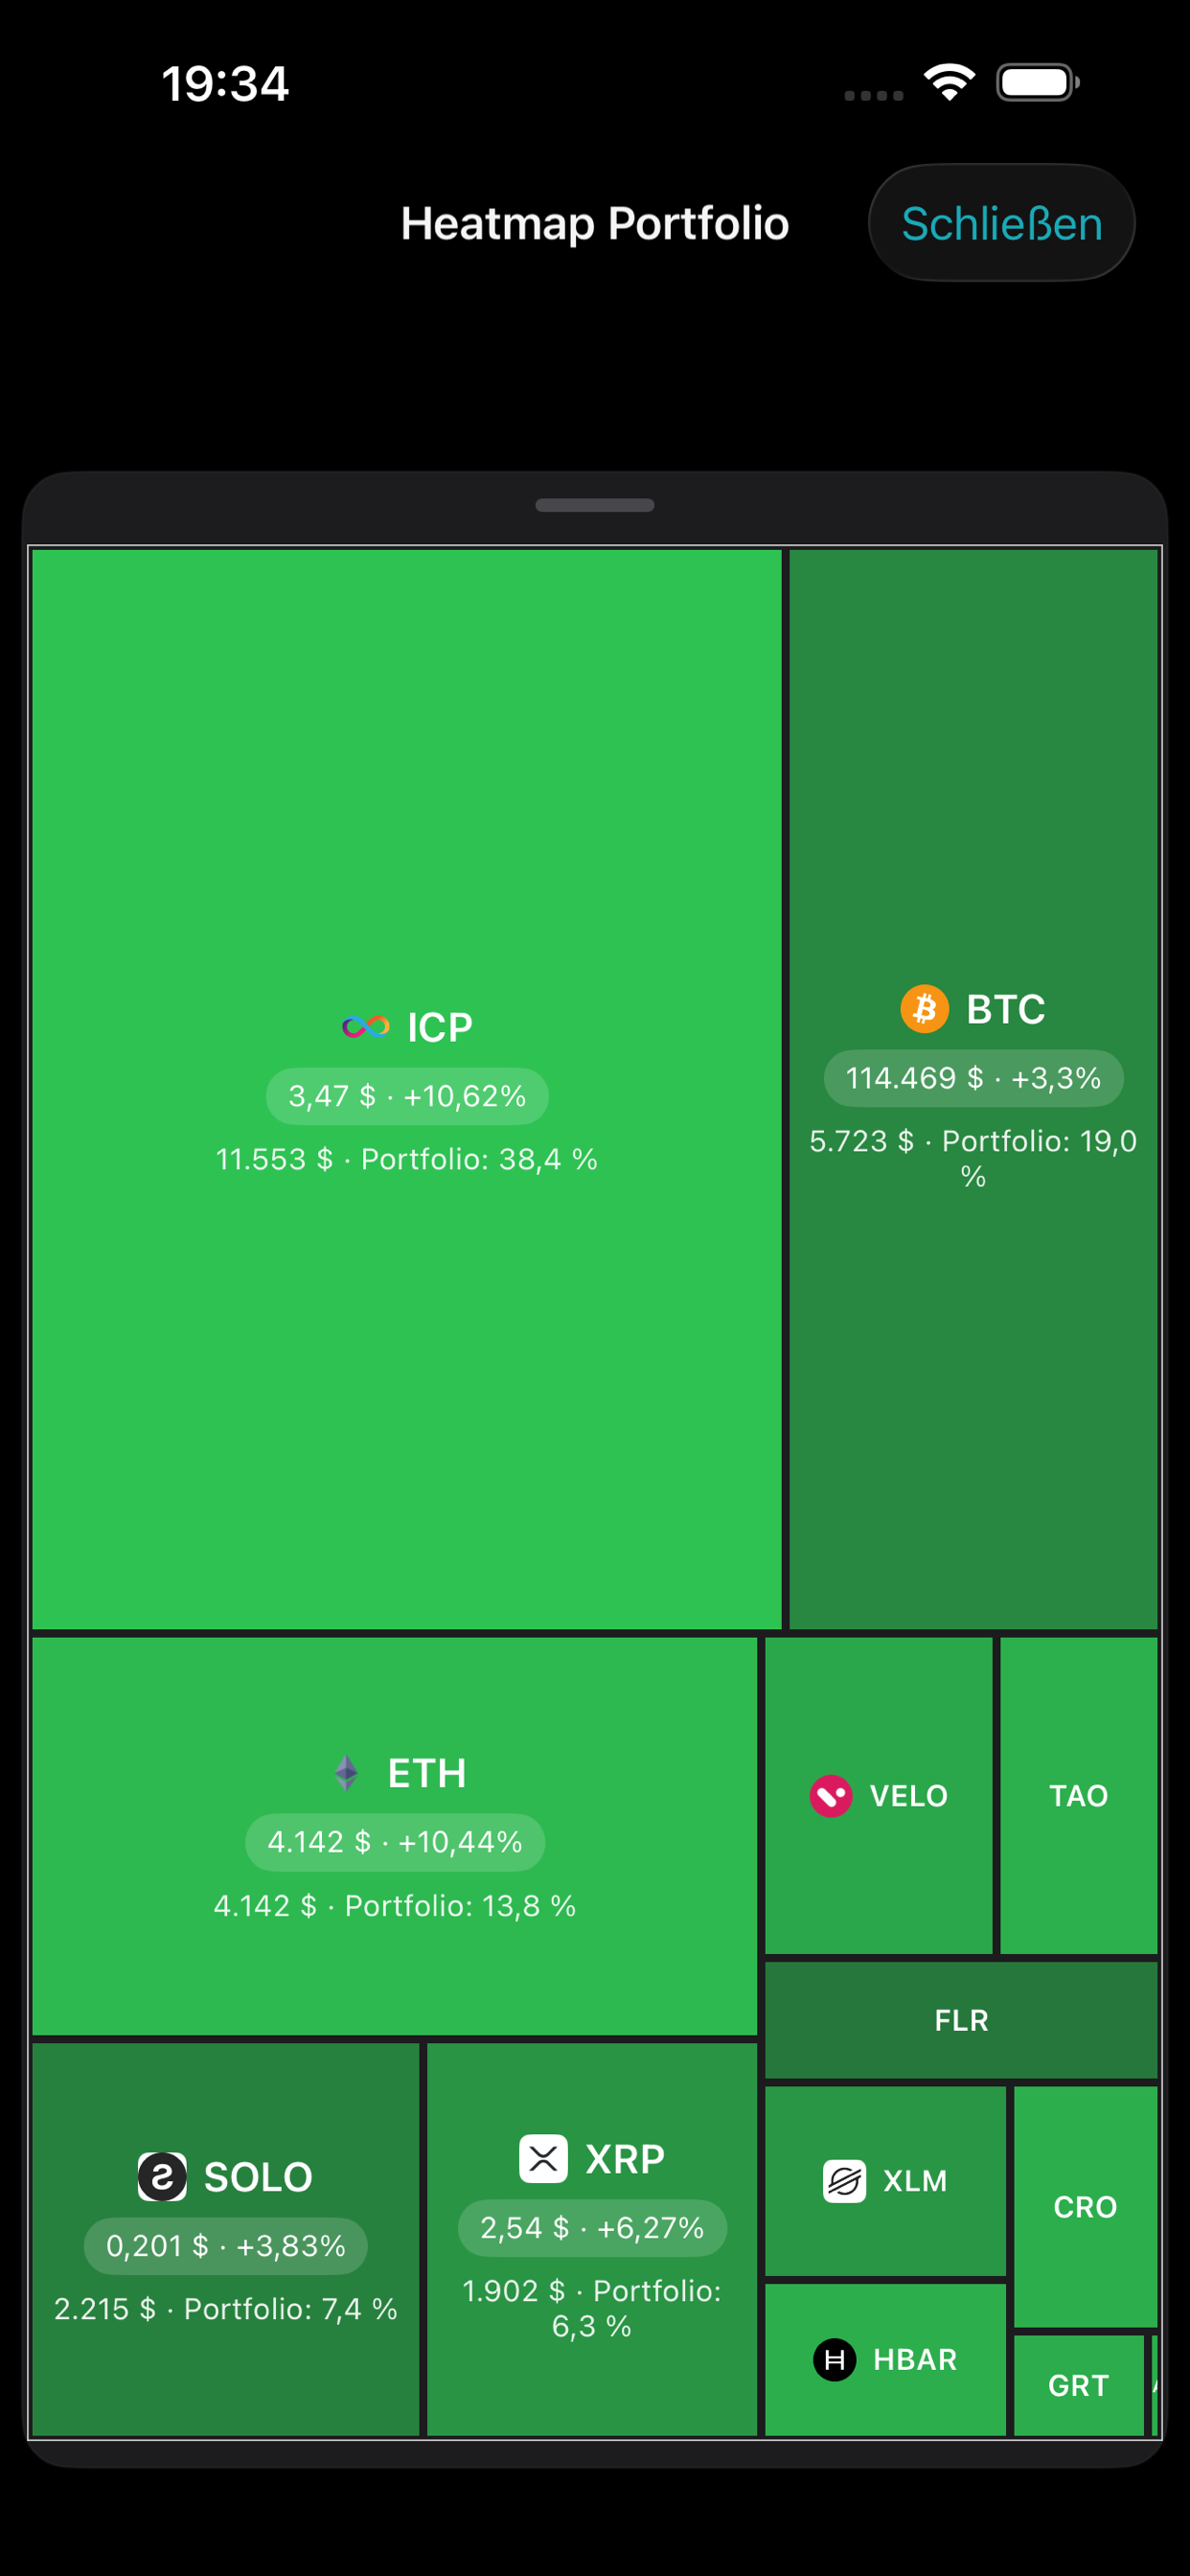 19:34
Heatmap Portfolio
Schließen
ICP
3,47 $ · +10,62%
11.553 $ · Portfolio: 38,4 %
BTC
114.469 $ · +3,3%
5.723 $ · Portfolio: 19,0
%
ETH
4.142 $ · +10,44%
4.142 $ · Portfolio: 13,8 %
VELO
TAO
FLR
SOLO
0,201 $ · +3,83%
2.215 $ · Portfolio: 7,4 %
XRP
2,54 $ · +6,27%
1.902 $ · Portfolio:
6,3 %
XLM
CRO
HBAR
GRT